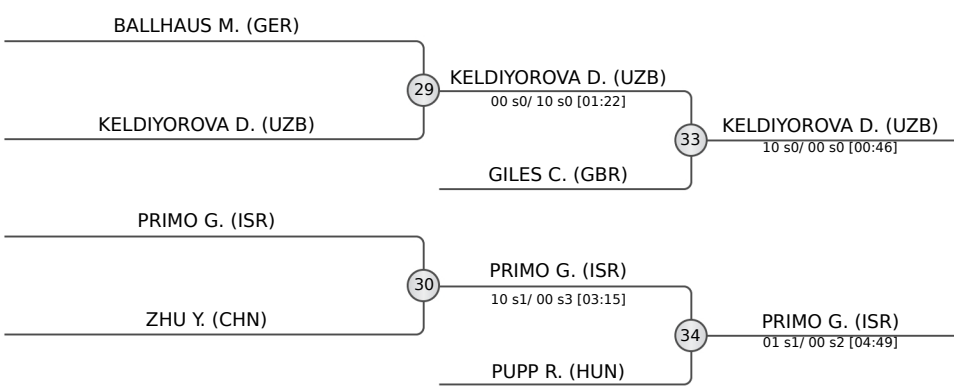 BALLHAUS M. (GER)
29
KELDIYOROVA D. (UZB)
KELDIYOROVA D. (UZB)
00 s0/ 10 s0 [01:22]
33
GILES C. (GBR)
KELDIYOROVA D. (UZB)
10 s0/ 00 s0 [00:46]
PRIMO G. (ISR)
30
ZHU Y. (CHN)
PRIMO G. (ISR)
10 s1/ 00 s3 [03:15]
34
PUPP R. (HUN)
PRIMO G. (ISR)
01 s1/ 00 s2 [04:49]